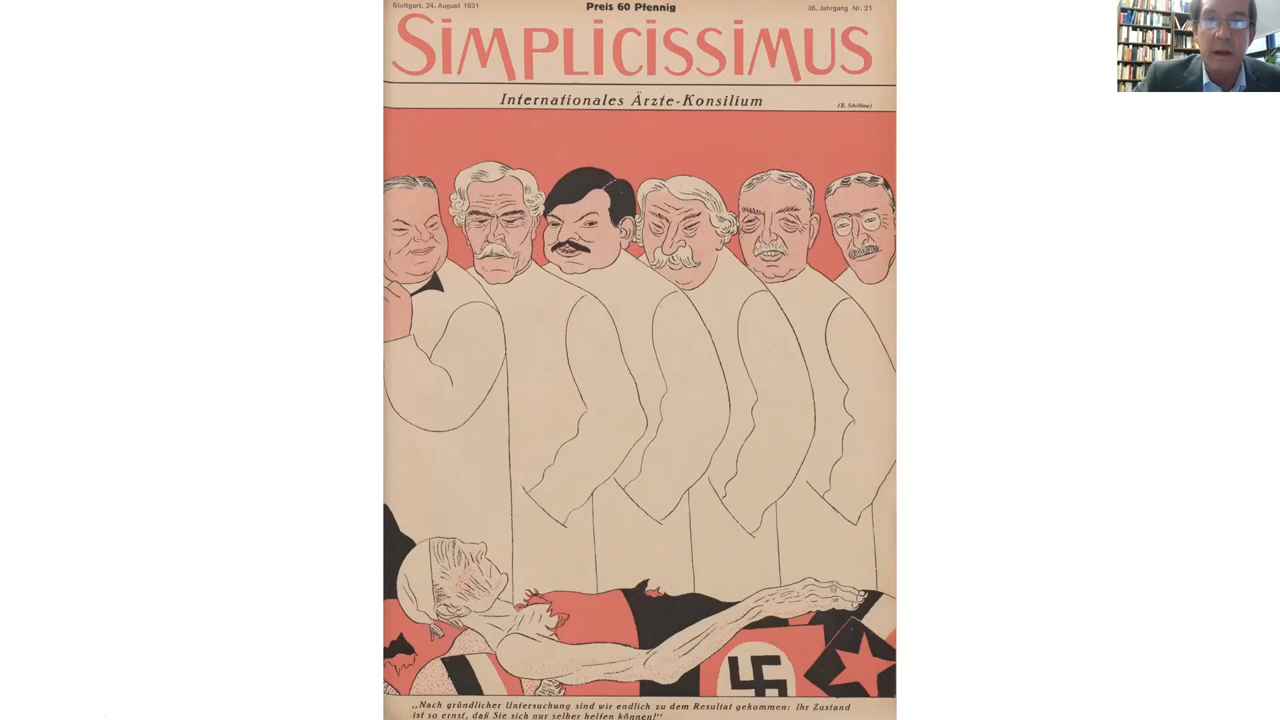 Stuttgart, 24. August 1931
Preis 60 Pfennig
36. Jahrgang Nr. 21
SIMPLICISSIMUS
Internationales Ärzte-Konsilium
(E. Schilling)
„Nach gründlicher Untersuchung sind wir endlich zu dem Resultat gekommen: Ihr Zustand
ist so ernst, daß Sie sich nur selber helfen können!“